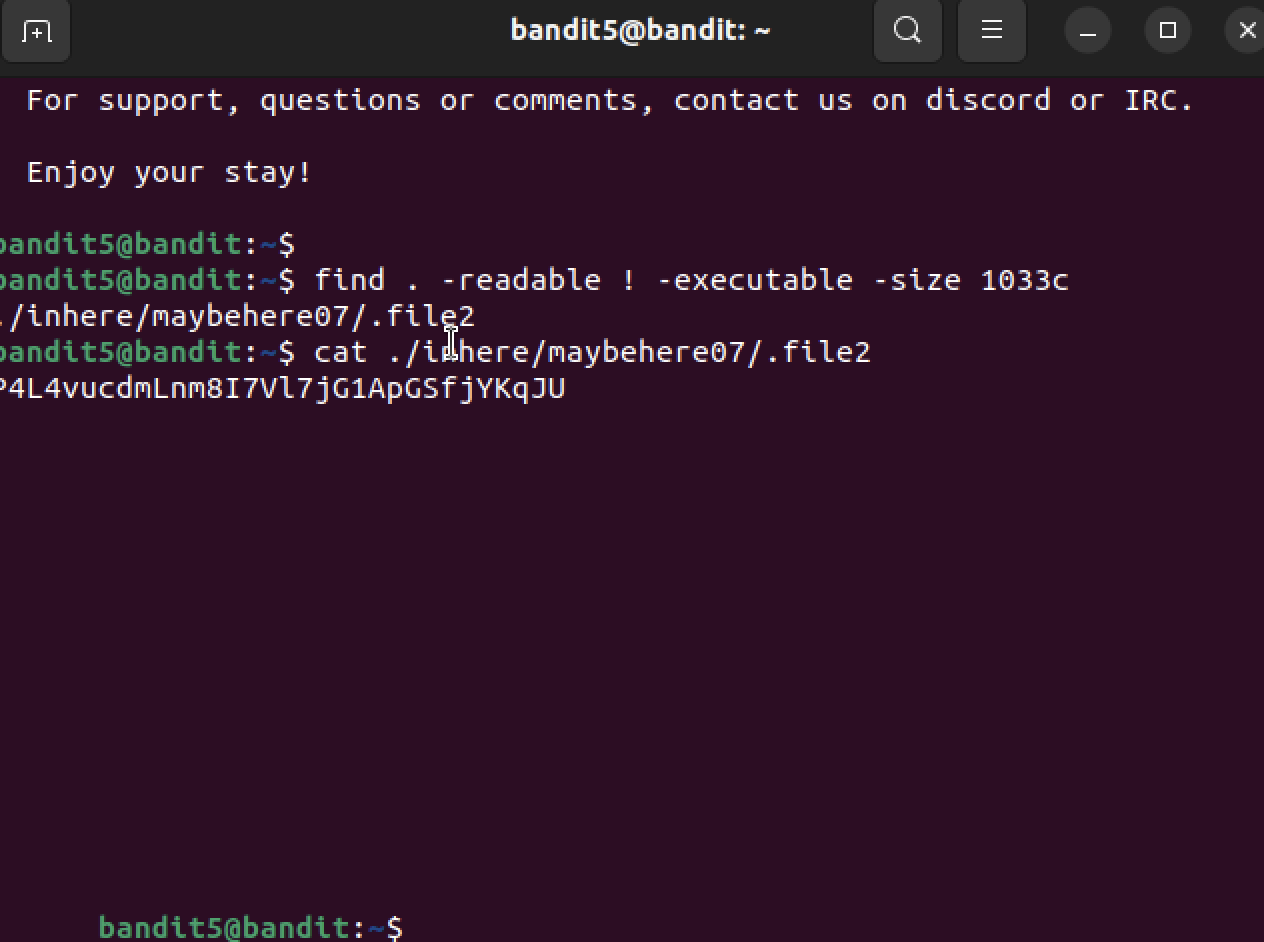 bandit5@bandit: ~
For support, questions or comments, contact us on discord or IRC.
Enjoy your stay!
bandit5@bandit:~$
bandit5@bandit:~$ find . -readable ! -executable -size 1033c
./inhere/maybehere07/.file2
bandit5@bandit:~$ cat ./inhere/maybehere07/.file2
P4L4vucdmLnm8I7Vl7jG1ApGSfjYKqJU
bandit5@bandit:~$